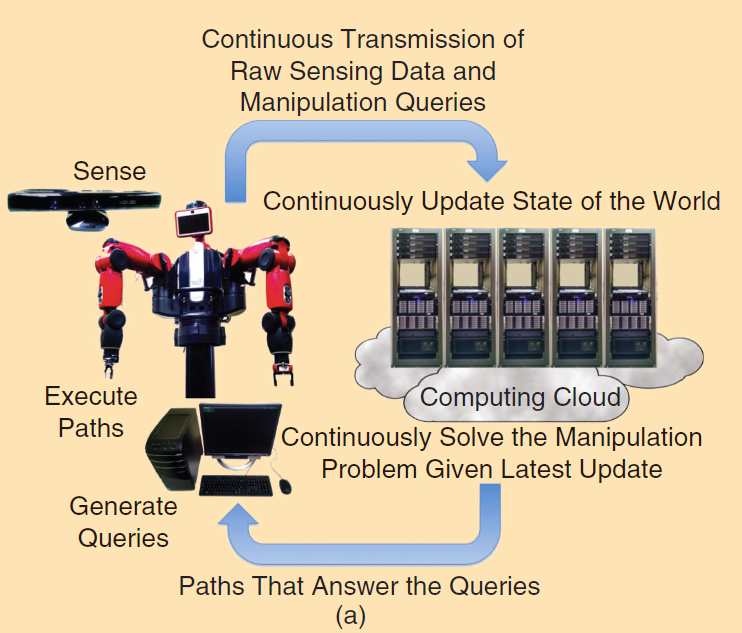 Continuous Transmission of
Raw Sensing Data and
Manipulation Queries
Sense
Continuously Update State of the World
Execute
Paths
Computing Cloud
Continuously Solve the Manipulation
Problem Given Latest Update
Generate
Queries
Paths That Answer the Queries
(a)